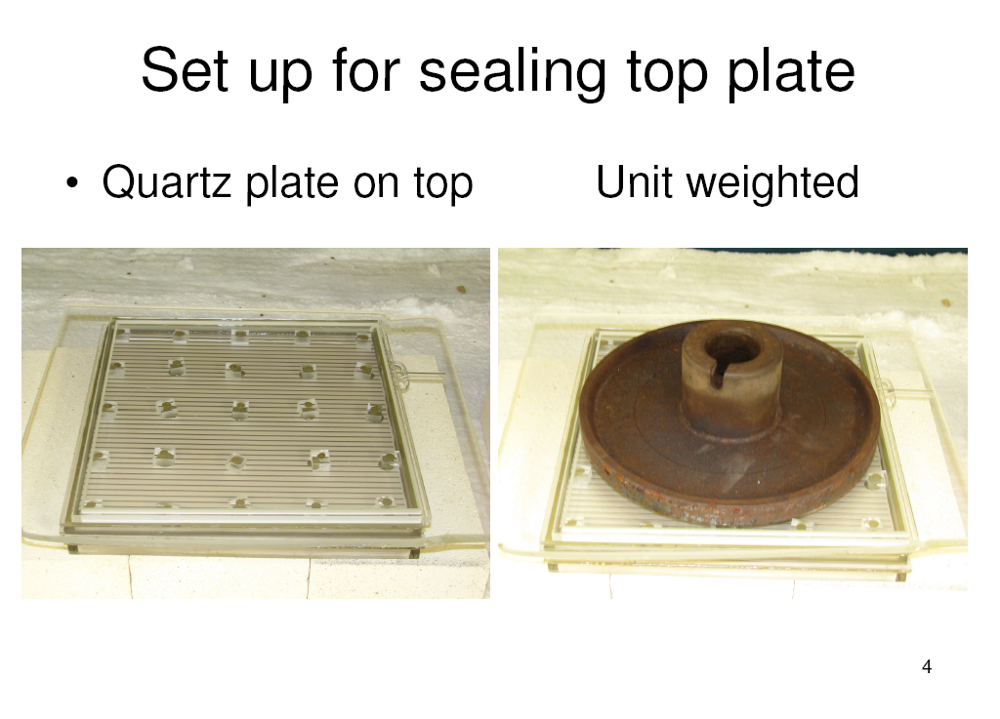 Set up for sealing top plate
• Quartz plate on top
Unit weighted
4